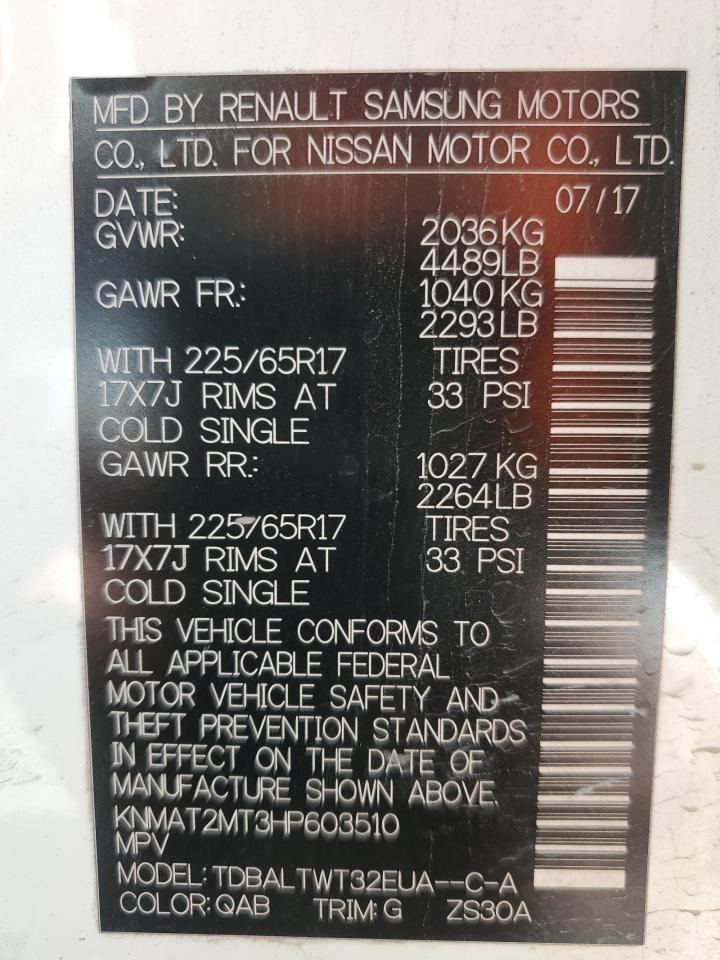 MFD BY RENAULT SAMSUNG MOTORS
CO., LTD. FOR NISSAN MOTOR CO., LTD.
DATE: 07/17
GVWR: 2036KG
4489LB
GAWR FR.: 1040KG
2293LB
WITH 225/65R17 TIRES
17X7J RIMS AT 33 PSI
COLD SINGLE
GAWR RR.: 1027 KG
2264LB
WITH 225/65R17 TIRES
17X7J RIMS AT 33 PSI
COLD SINGLE
THIS VEHICLE CONFORMS TO
ALL APPLICABLE FEDERAL
MOTOR VEHICLE SAFETY AND
THEFT PREVENTION STANDARDS
IN EFFECT ON THE DATE OF
MANUFACTURE SHOWN ABOVE.
KNMAT2MT3HP603510
MPV
MODEL: TDBALTWT32EUA--C-A
COLOR: QAB TRIM: G ZS30A